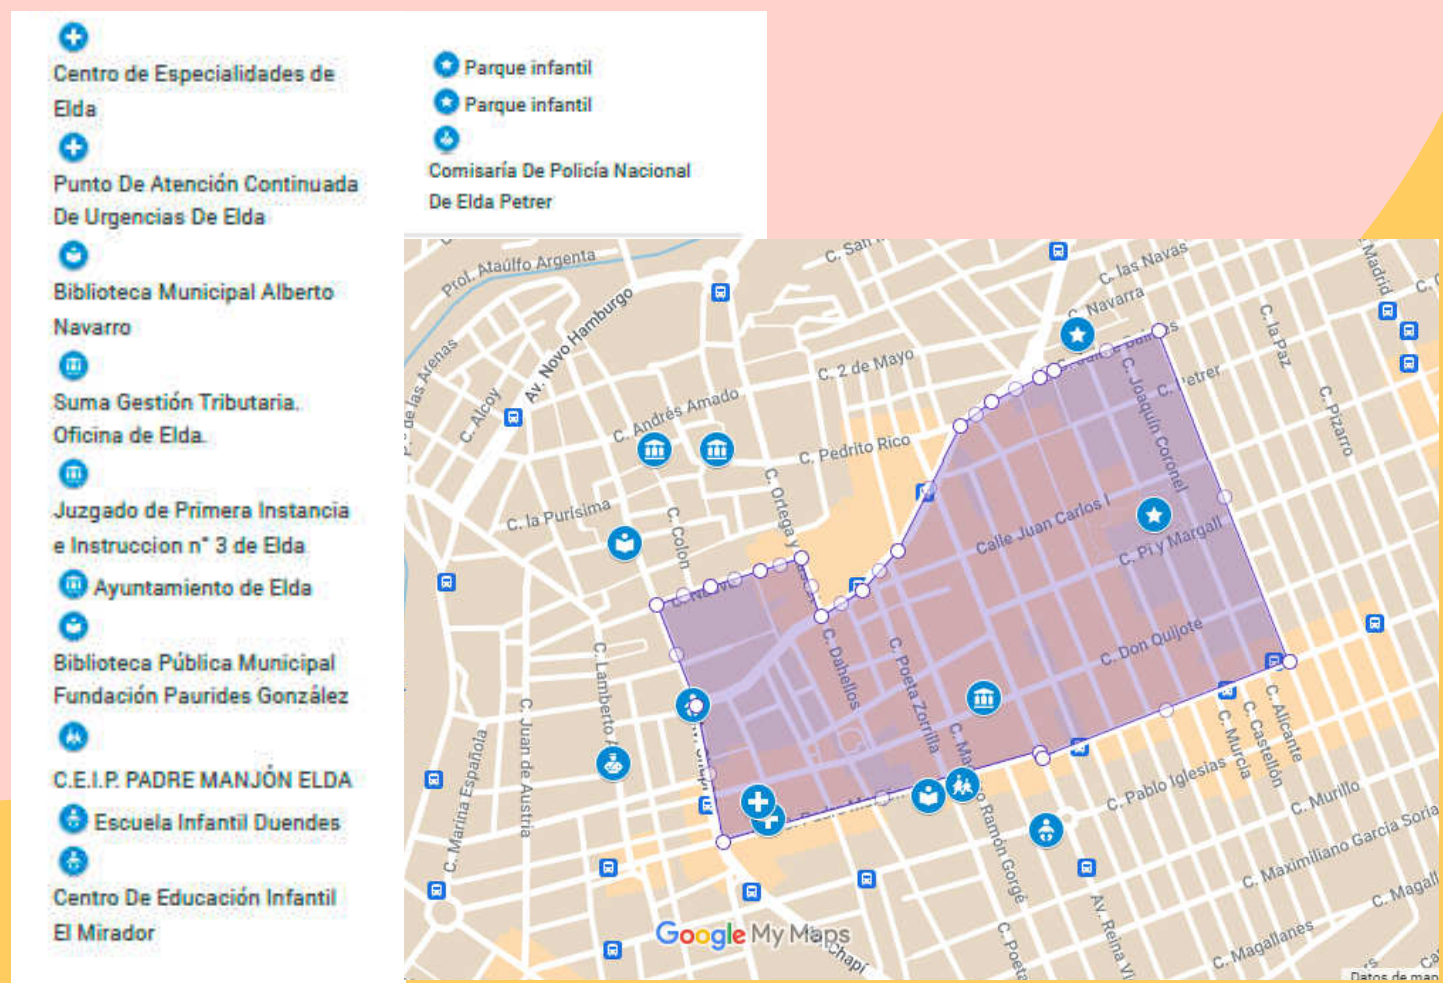 Centro de Especialidades de
Elda
Punto De Atención Continuada
De Urgencias De Elda
Biblioteca Municipal Alberto
Navarro
Suma Gestión Tributaria.
Oficina de Elda.
Juzgado de Primera Instancia
e Instruccion n° 3 de Elda
Ayuntamiento de Elda
Biblioteca Pública Municipal
Fundación Paurides González
C.E.I.P. PADRE MANJÓN ELDA
Escuela Infantil Duendes
Centro De Educación Infantil
El Mirador
Parque infantil
Parque infantil
Comisaría De Policía Nacional
De Elda Petrer
Prol. Ataúlfo Argenta
Av. Novo Hamburgo
C. San
C. las Navas
C. Navarra
Madrid
C. la Paz
C. Pizarro
de las Arenas
C. Alcoy
C. 2 de Mayo
C. Andrés Amado
C. Pedrito Rico
C. Joaquín Coronel
C. la Purísima
C. Colon
C. Ortega y
Calle Juan Carlos I
C. Pi y Margall
C. Don Quijote
C. Dahellos
C. Poeta Zorrilla
C. Lamberto
C. Juan de Austria
C. Marina Española
Ramón Gorgé
C. Pablo Iglesias
C. Murcia
C. Castellón
C. Alicante
C. Murillo
C. Maximiliano García Soria
C. Magall
C. Magallanes
Av. Reina Vi
C. Poeta
Chapí
Google My Maps
Datos de map